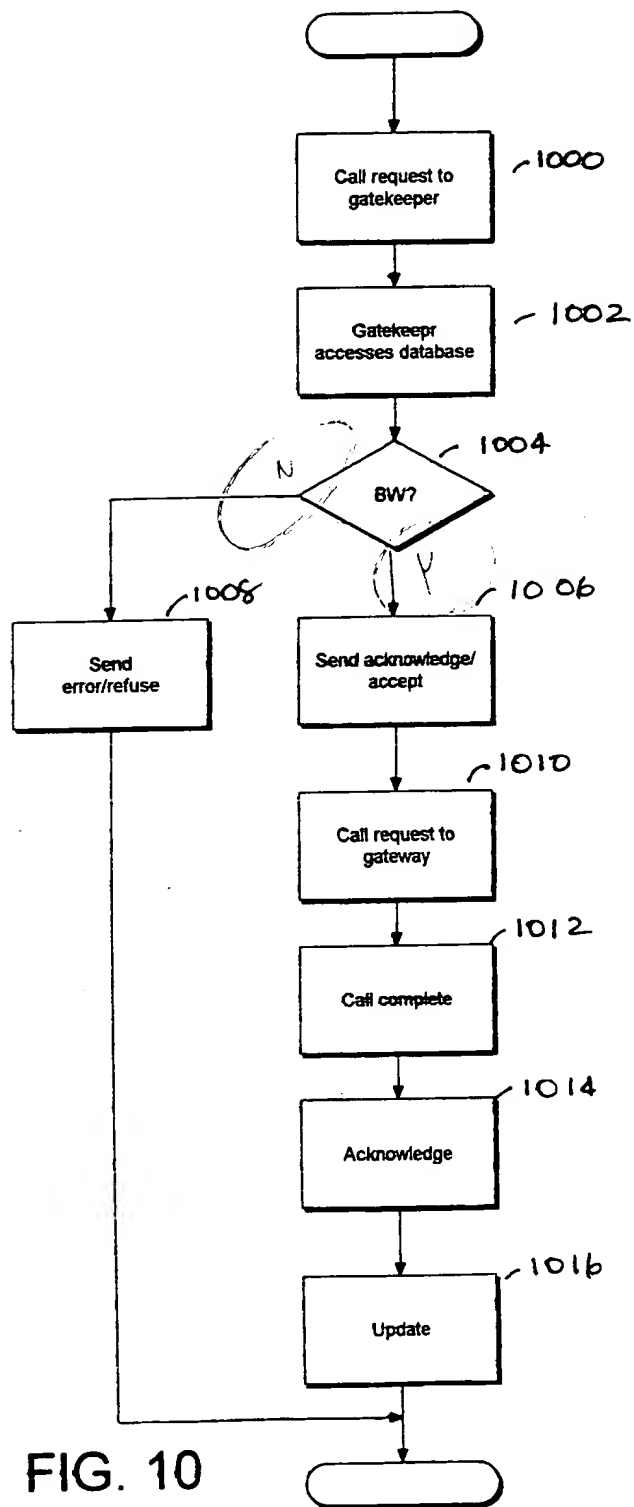 Call request to
gatekeeper
1000
Gatekeepr
accesses database
1002
BW?
1004
N
Y
1008
Send
error/refuse
1006
Send acknowledge/
accept
1010
Call request to
gateway
1012
Call complete
1014
Acknowledge
1016
Update
FIG. 10